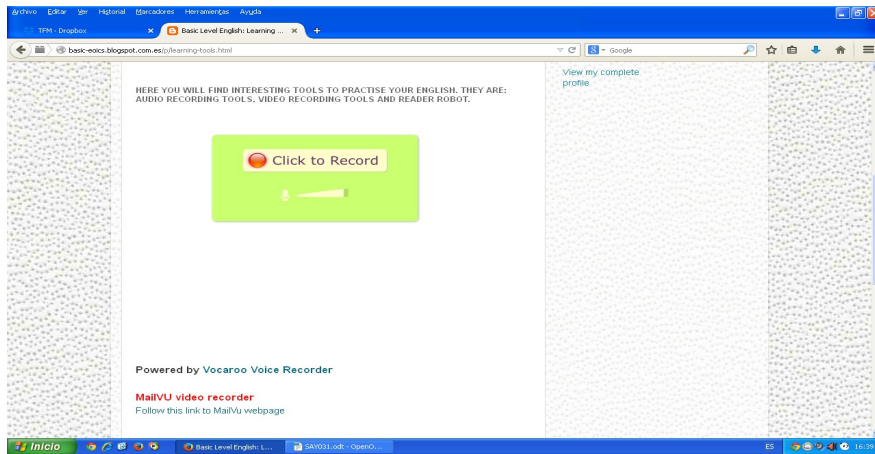 Archivo Editar Ver Historial Marcadores Herramientas Ayuda
TFM - Dropbox × Basic Level English: Learning ... × +
basic-eoics.blogspot.com.es/p/learning-tools.html Google
View my complete
profile
HERE YOU WILL FIND INTERESTING TOOLS TO PRACTISE YOUR ENGLISH. THEY ARE:
AUDIO RECORDING TOOLS, VIDEO RECORDING TOOLS AND READER ROBOT.
Click to Record
Powered by Vocaroo Voice Recorder
MailVU video recorder
Follow this link to MailVu webpage
Inicio Basic Level English: L... SAY031.odt - OpenO... ES 16:39